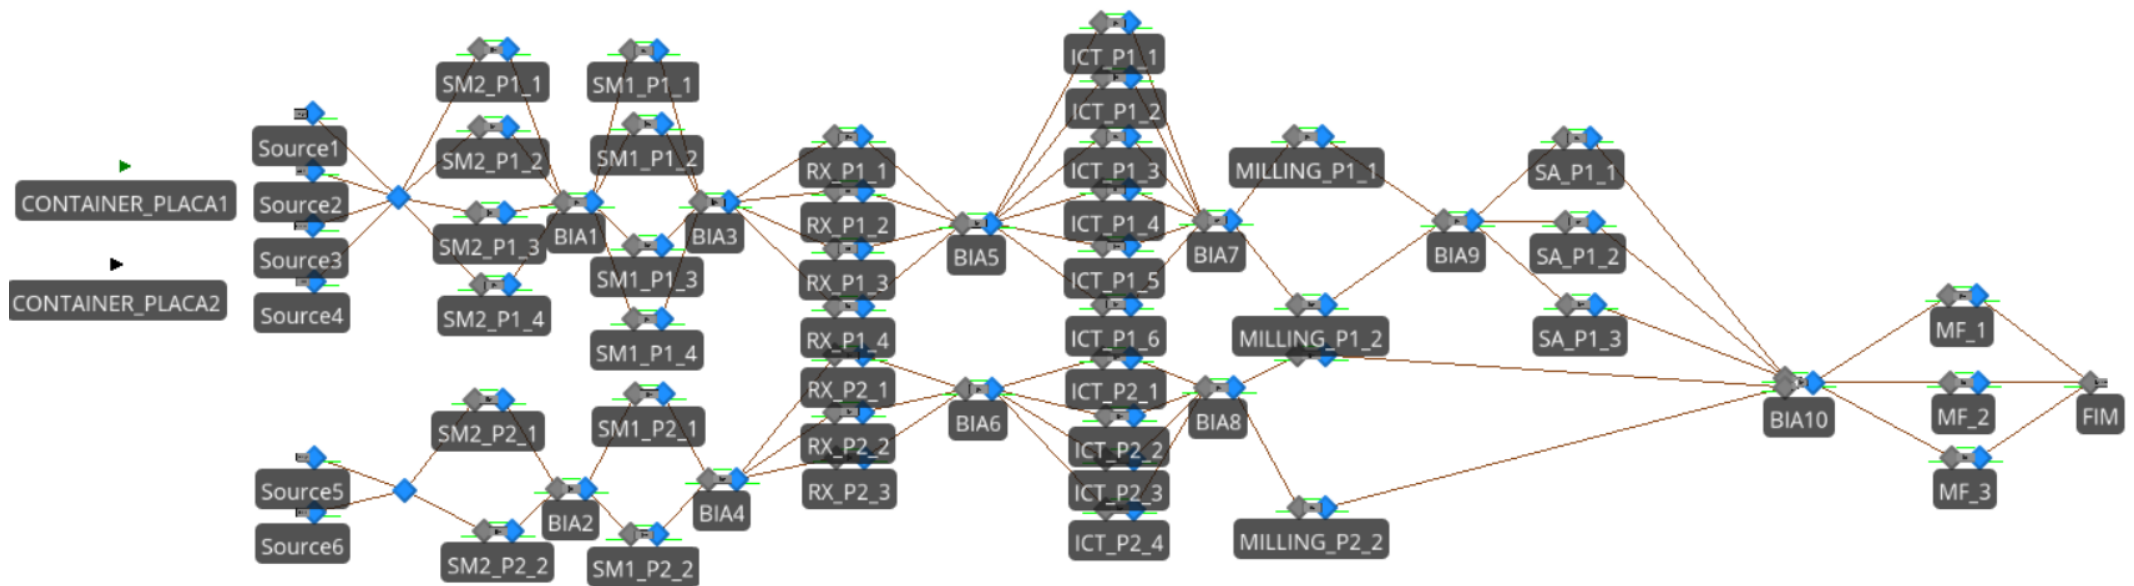 CONTAINER_PLACA1
CONTAINER_PLACA2
Source1
Source2
Source3
Source4
SM2_P1_1
SM2_P1_2
SM2_P1_3
SM2_P1_4
BIA1
SM1_P1_1
SM1_P1_2
SM1_P1_3
SM1_P1_4
BIA3
RX_P1_1
RX_P1_2
RX_P1_3
RX_P1_4
BIA5
ICT_P1_1
ICT_P1_2
ICT_P1_3
ICT_P1_4
ICT_P1_5
ICT_P1_6
BIA7
MILLING_P1_1
MILLING_P1_2
BIA9
SA_P1_1
SA_P1_2
SA_P1_3
Source5
Source6
SM2_P2_1
SM2_P2_2
BIA2
SM1_P2_1
SM1_P2_2
BIA4
RX_P2_1
RX_P2_2
RX_P2_3
BIA6
ICT_P2_1
ICT_P2_2
ICT_P2_3
ICT_P2_4
BIA8
MILLING_P2_2
BIA10
MF_1
MF_2
MF_3
FIM